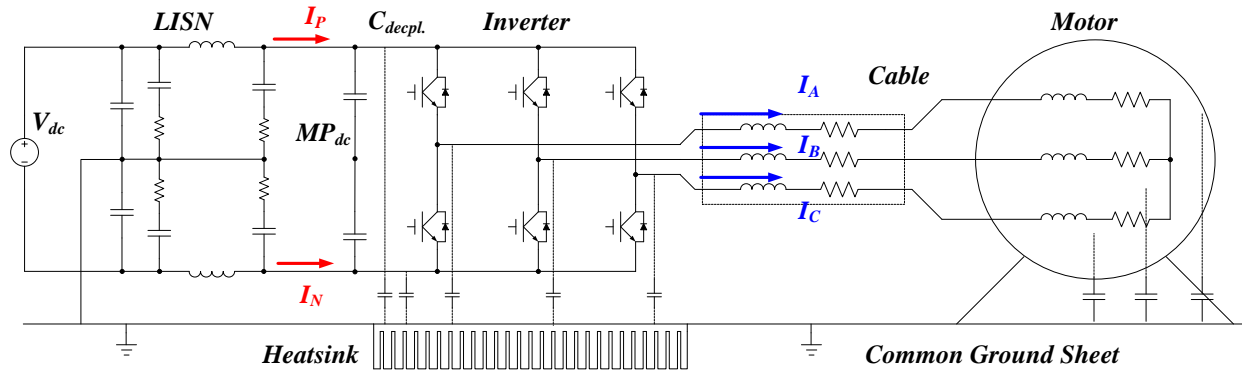 LISN
I_P
C_decpl.
Inverter
Motor
V_dc
MP_dc
Cable
I_A
I_B
I_C
I_N
Heatsink
Common Ground Sheet